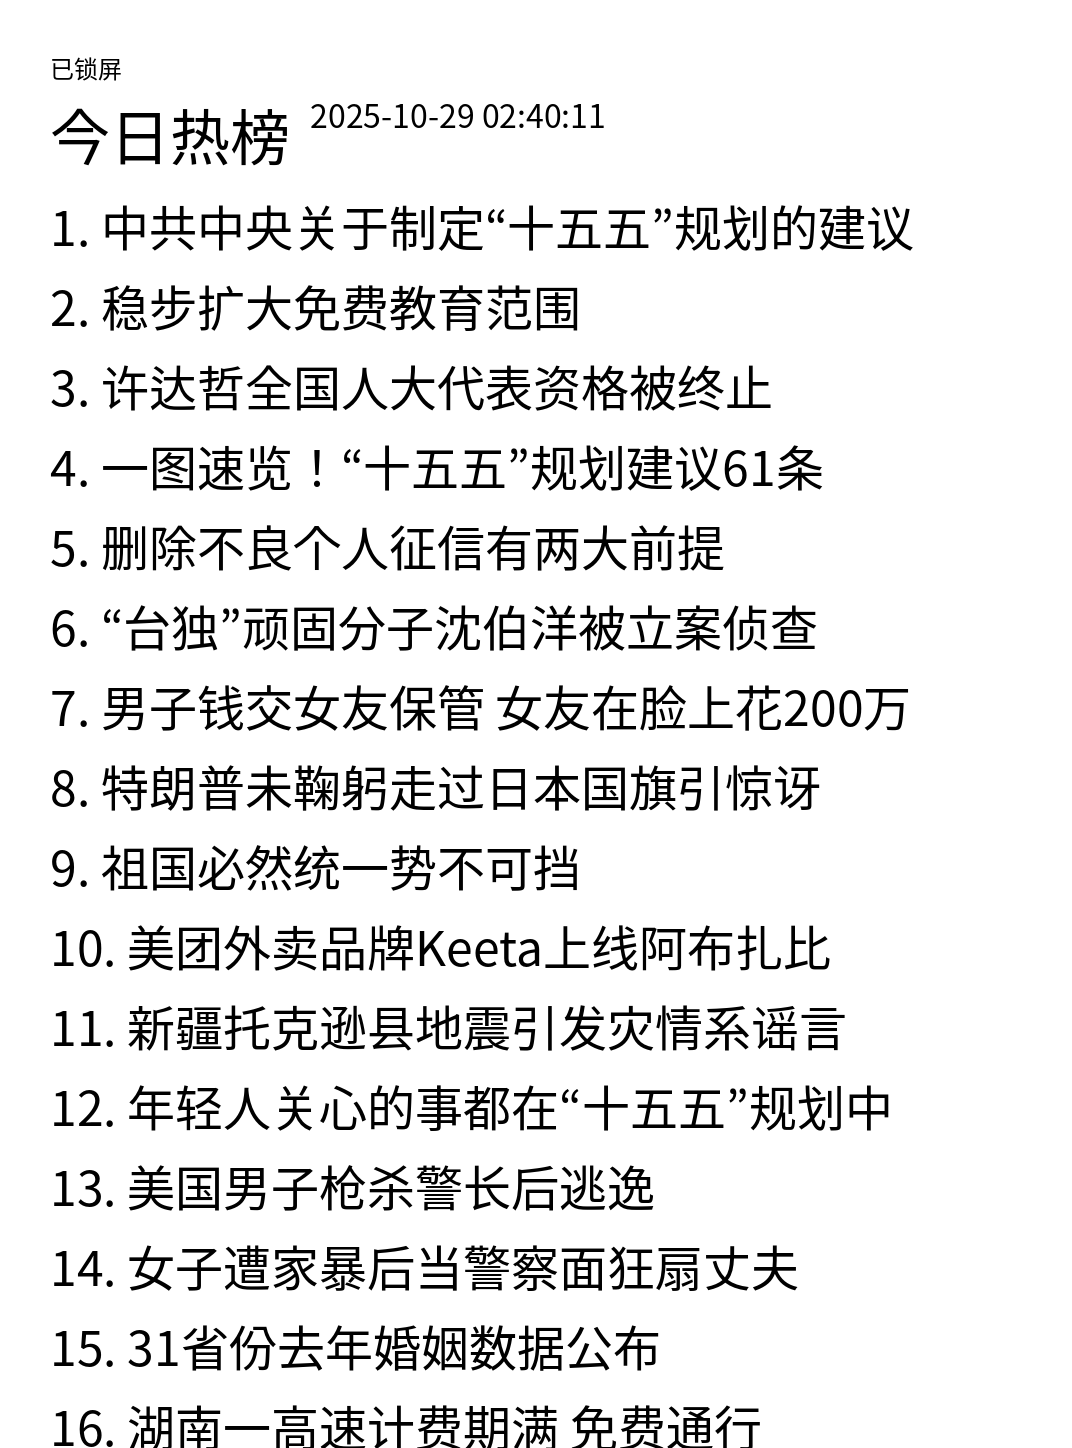 已锁屏
今日热榜 2025-10-29 02:40:11
1. 中共中央关于制定“十五五”规划的建议
2. 稳步扩大免费教育范围
3. 许达哲全国人大代表资格被终止
4. 一图速览！“十五五”规划建议61条
5. 删除不良个人征信有两大前提
6. “台独”顽固分子沈伯洋被立案侦查
7. 男子钱交女友保管 女友在脸上花200万
8. 特朗普未鞠躬走过日本国旗引惊讶
9. 祖国必然统一势不可挡
10. 美团外卖品牌Keeta上线阿布扎比
11. 新疆托克逊县地震引发灾情系谣言
12. 年轻人关心的事都在“十五五”规划中
13. 美国男子枪杀警长后逃逸
14. 女子遭家暴后当警察面狂扇丈夫
15. 31省份去年婚姻数据公布
16. 湖南一高速计费期满 免费通行